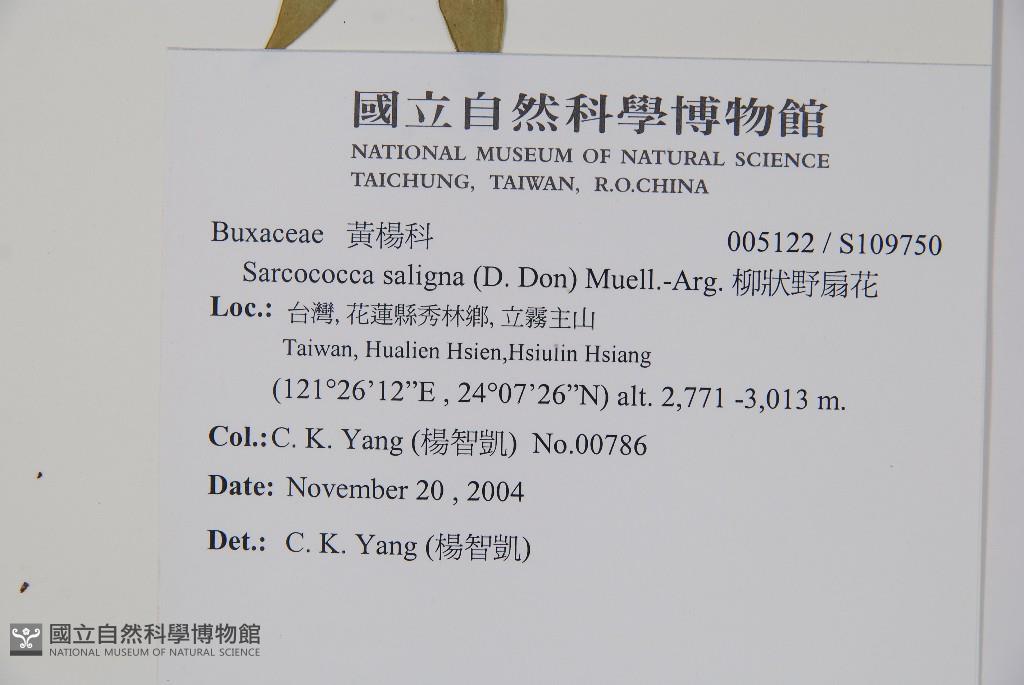 國立自然科學博物館
NATIONAL MUSEUM OF NATURAL SCIENCE
TAICHUNG, TAIWAN, R.O.CHINA
Buxaceae 黃楊科 005122 / S109750
Sarcococca saligna (D. Don) Muell.-Arg. 柳狀野扇花
Loc.: 台灣, 花蓮縣秀林鄉, 立霧主山
Taiwan, Hualien Hsien,Hsiulin Hsiang
(121°26’12”E , 24°07’26”N) alt. 2,771 -3,013 m.
Col.:C. K. Yang (楊智凱) No.00786
Date: November 20 , 2004
Det.: C. K. Yang (楊智凱)
國立自然科學博物館
NATIONAL MUSEUM OF NATURAL SCIENCE